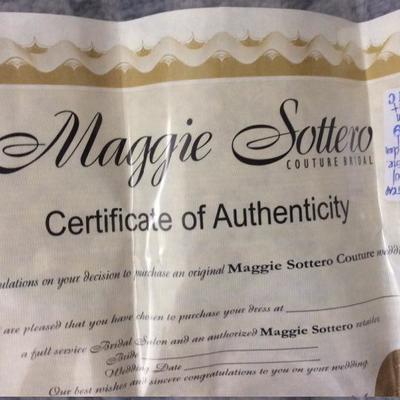 Maggie Sottero
COUTURE BRIDAL
Certificate of Authenticity
ulations on your decision to purchase an original Maggie Sottero Couture wedd
are pleased that you have chosen to purchase your dress at
a full service Bridal Salon and an authorized Maggie Sottero retailer
Bride
Wedding Date
Our best wishes and sincere congratulations to you on your wedding